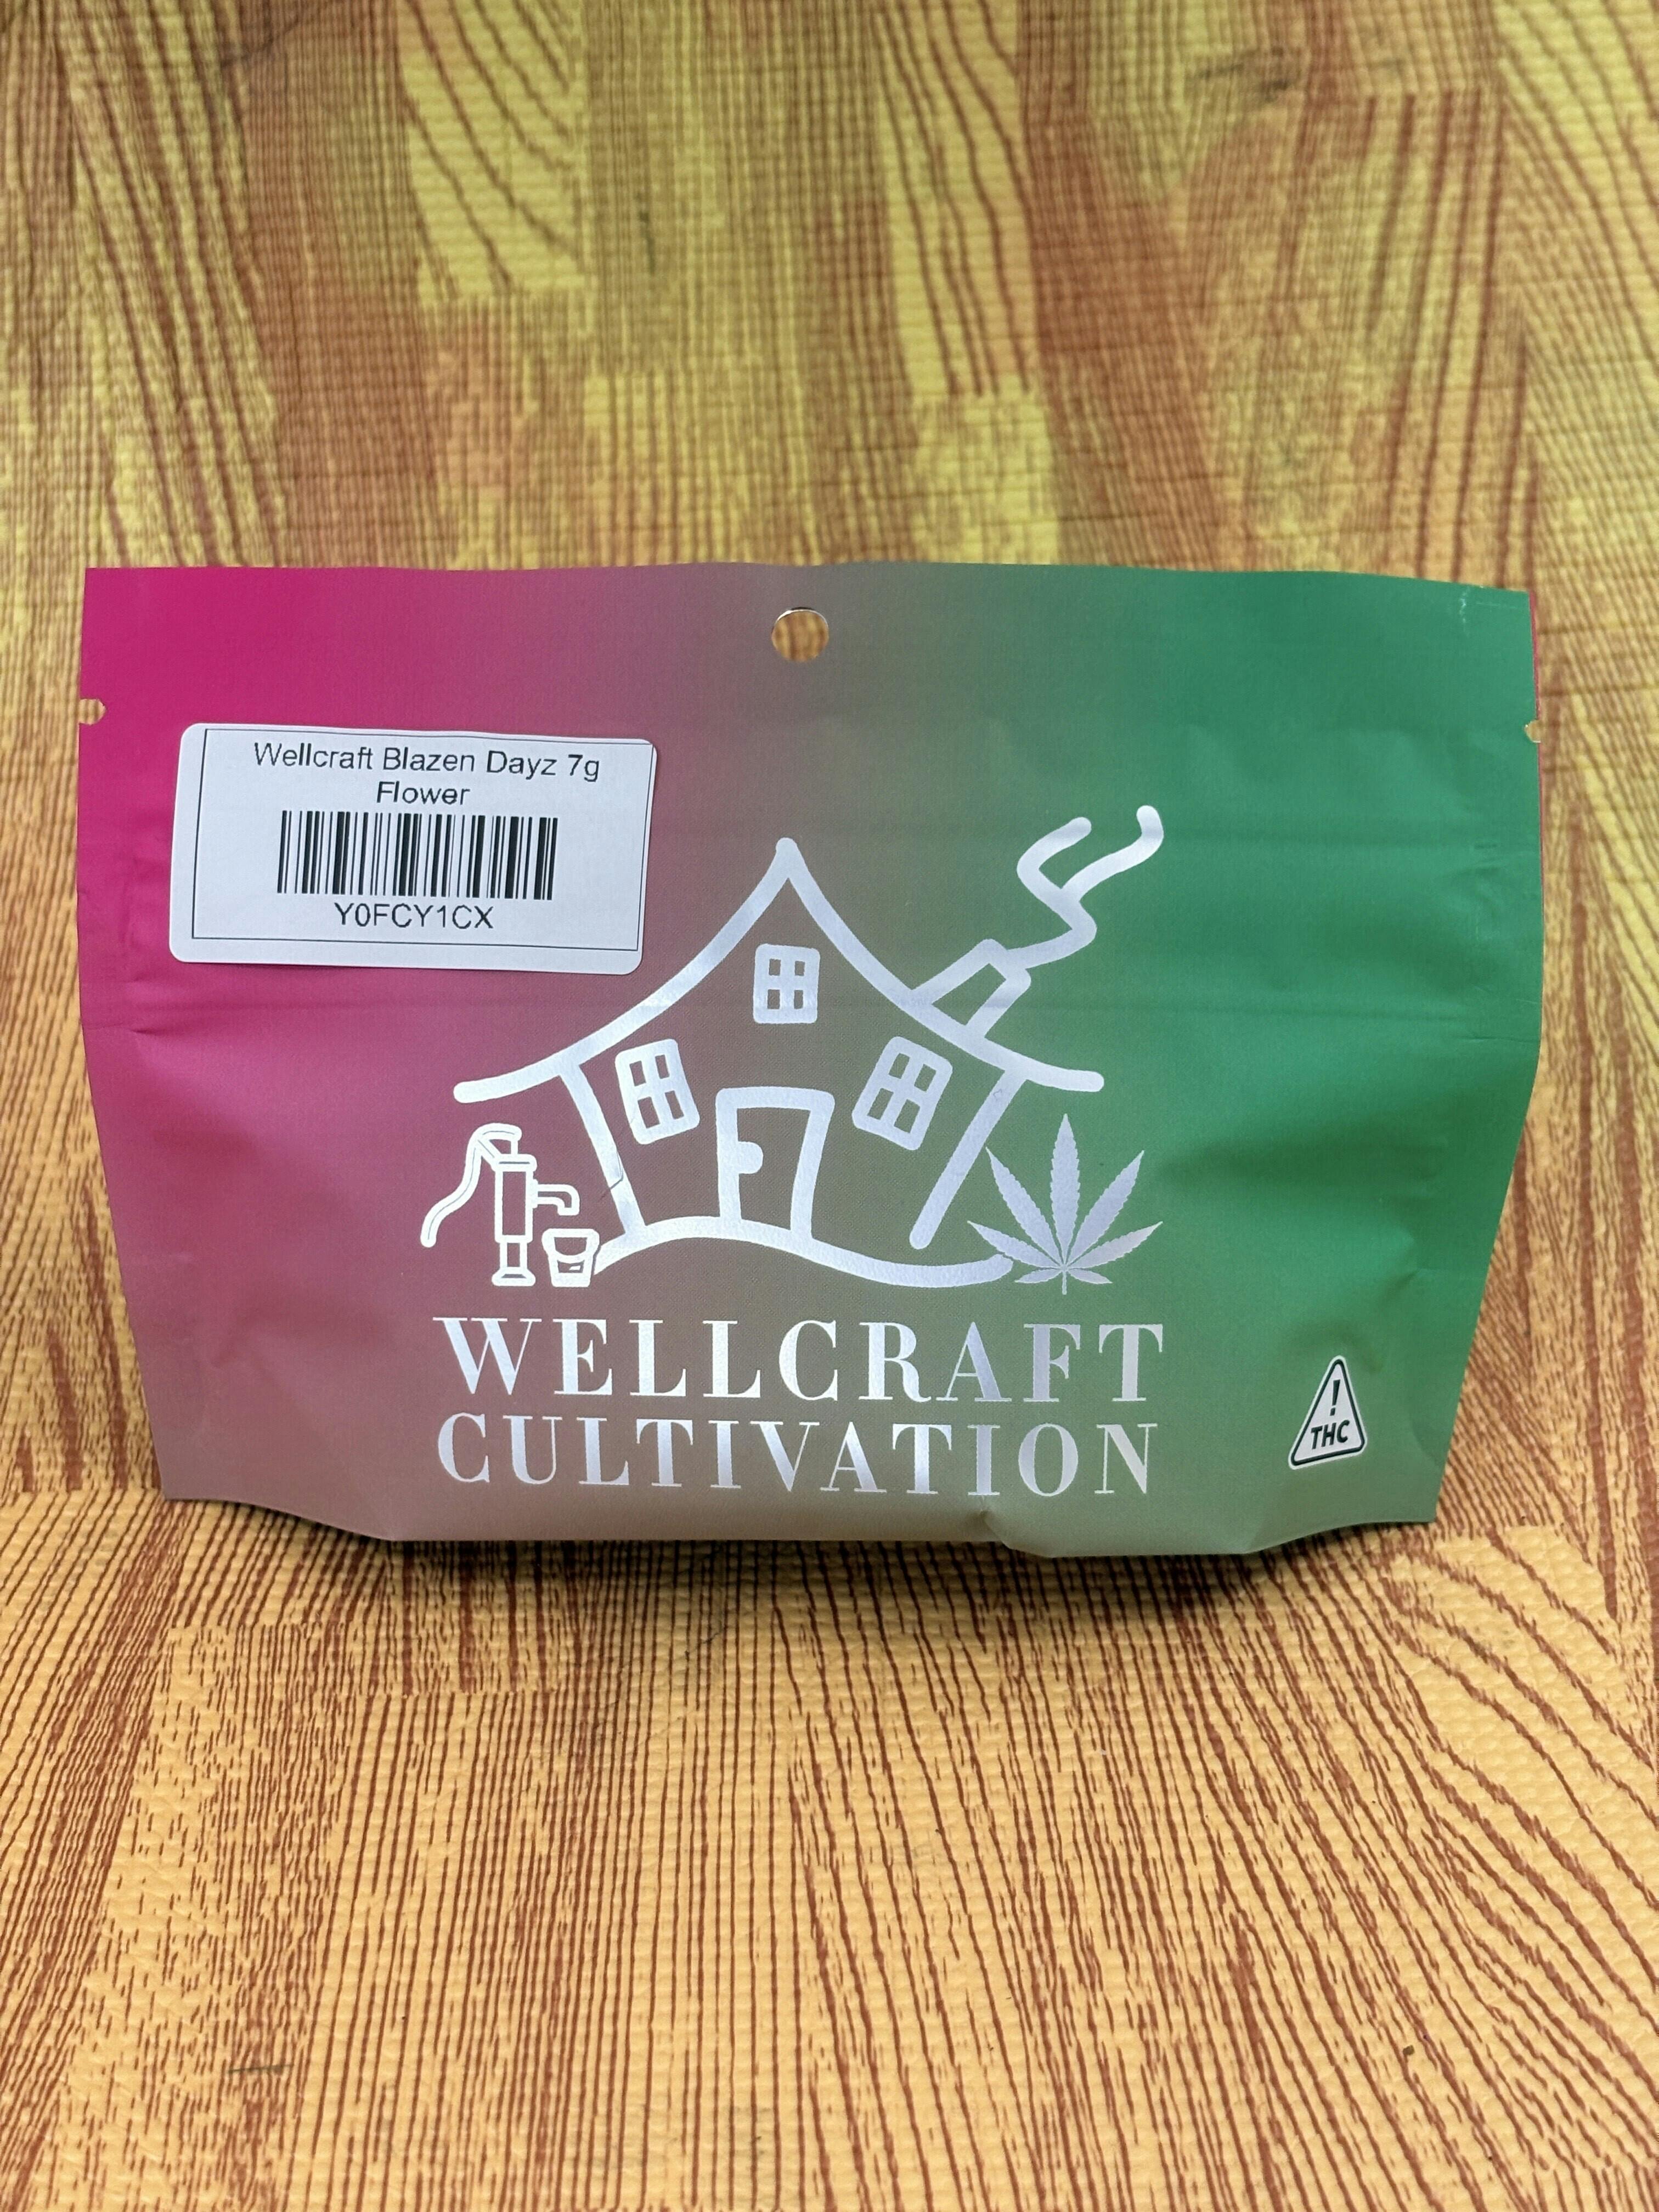 Wellcraft Blazen Dayz 7g
Flower
Y0FCY1CX
WELLCRAFT
CULTIVATION
!
THC